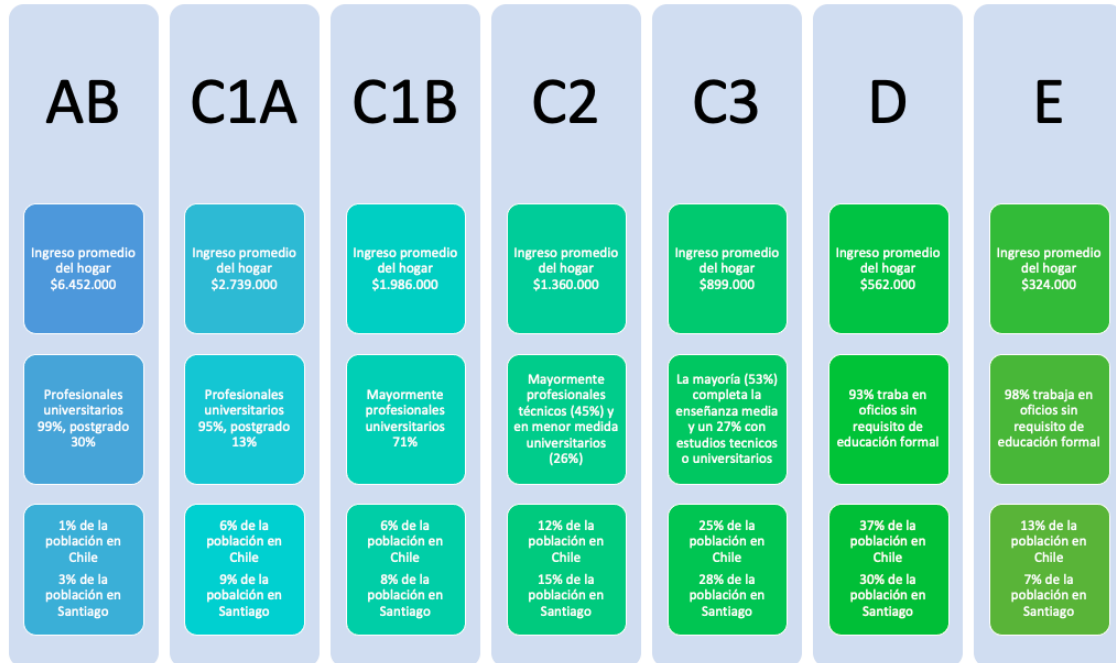 AB
Ingreso promedio
del hogar
$6.452.000
Profesionales
universitarios
99%, postgrado
30%
1% de la
población en
Chile
3% de la
población en
Santiago
C1A
Ingreso promedio
del hogar
$2.739.000
Profesionales
universitarios
95%, postgrado
13%
6% de la
población en
Chile
9% de la
pobalción en
Santiago
C1B
Ingreso promedio
del hogar
$1.986.000
Mayormente
profesionales
universitarios
71%
6% de la
población en
Chile
8% de la
población en
Santiago
C2
Ingreso promedio
del hogar
$1.360.000
Mayormente
profesionales
técnicos (45%) y
en menor medida
universitarios
(26%)
12% de la
población en
Chile
15% de la
población en
Santiago
C3
Ingreso promedio
del hogar
$899.000
La mayoría (53%)
completa la
enseñanza media
y un 27% con
estudios tecnicos
o universitarios
25% de la
población en
Chile
28% de la
población en
Santiago
D
Ingreso promedio
del hogar
$562.000
93% traba en
oficios sin
requisito de
educación formal
37% de la
población en
Chile
30% de la
población en
Santiago
E
Ingreso promedio
del hogar
$324.000
98% trabaja en
oficios sin
requisito de
educación formal
13% de la
población en
Chile
7% de la
población en
Santiago